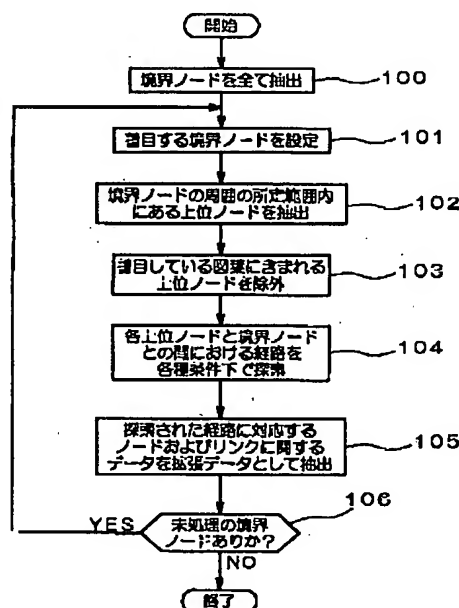 開始
境界ノードを全て抽出
100
着目する境界ノードを設定
101
境界ノードの周囲の所定範囲内
にある上位ノードを抽出
102
着目している図葉に含まれる
上位ノードを除外
103
各上位ノードと境界ノード
との間における経路を
各種条件下で探索
104
探索された経路に対応する
ノードおよびリンクに関する
データを拡張データとして抽出
105
106
YES
未処理の境界
ノードありか?
NO
終了